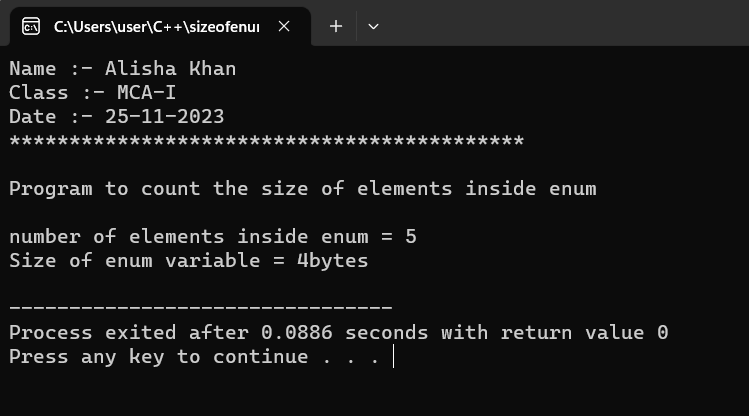 C:\Users\user\C++\sizeofenur
Name :- Alisha Khan
Class :- MCA-I
Date :- 25-11-2023
*******************************************
Program to count the size of elements inside enum
number of elements inside enum = 5
Size of enum variable = 4bytes
--------------------------------
Process exited after 0.0886 seconds with return value 0
Press any key to continue . . .